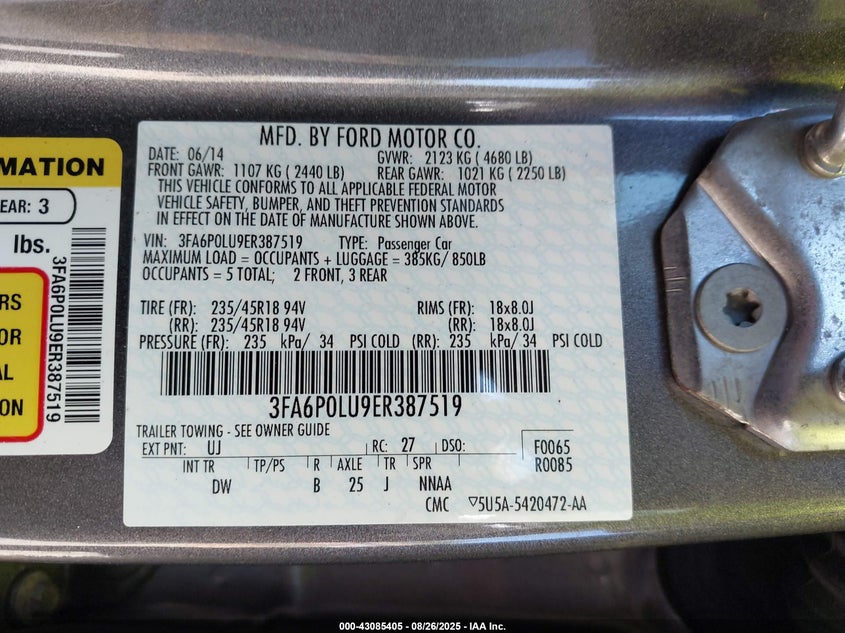 MFD. BY FORD MOTOR CO.
DATE: 06/14 GVWR: 2123 KG ( 4680 LB)
FRONT GAWR: 1107 KG ( 2440 LB) REAR GAWR: 1021 KG ( 2250 LB)
THIS VEHICLE CONFORMS TO ALL APPLICABLE FEDERAL MOTOR
VEHICLE SAFETY, BUMPER, AND THEFT PREVENTION STANDARDS
IN EFFECT ON THE DATE OF MANUFACTURE SHOWN ABOVE.
VIN: 3FA6P0LU9ER387519 TYPE: Passenger Car
MAXIMUM LOAD = OCCUPANTS + LUGGAGE = 385KG/ 850LB
OCCUPANTS = 5 TOTAL; 2 FRONT, 3 REAR
TIRE (FR): 235/45R18 94V RIMS (FR): 18x8.0J
(RR): 235/45R18 94V (RR): 18x8.0J
PRESSURE (FR): 235 kPa/ 34 PSI COLD (RR): 235 kPa/ 34 PSI COLD
3FA6P0LU9ER387519
TRAILER TOWING - SEE OWNER GUIDE
EXT PNT: UJ RC: 27 DSO: F0065
R0085
INT TR TP/PS R AXLE TR SPR
DW B 25 J NNAA
CMC ▽5U5A-5420472-AA
RMATION
EAR: 3
lbs.
RS
OR
AL
ON
3FA6P0LU9ER387519
000-43085405 - 08/26/2025 - IAA Inc.